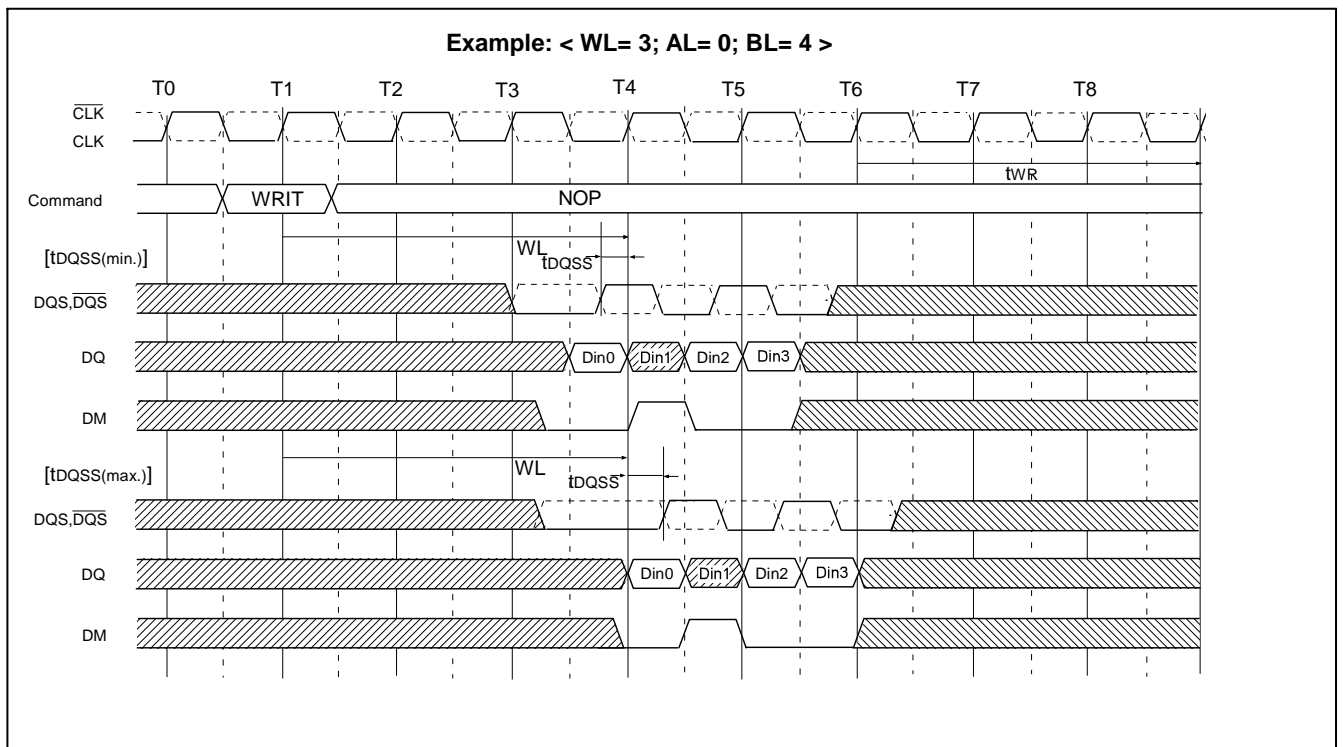 Example: < WL= 3; AL= 0; BL= 4 >
T0 T1 T2 T3 T4 T5 T6 T7 T8
CLK
CLK
tWR
Command WRIT NOP
WL
[tDQSS(min.)] tDQSS
DQS,DQS
DQ Din0 Din1 Din2 Din3
DM
WL
[tDQSS(max.)] tDQSS
DQS,DQS
DQ Din0 Din1 Din2 Din3
DM